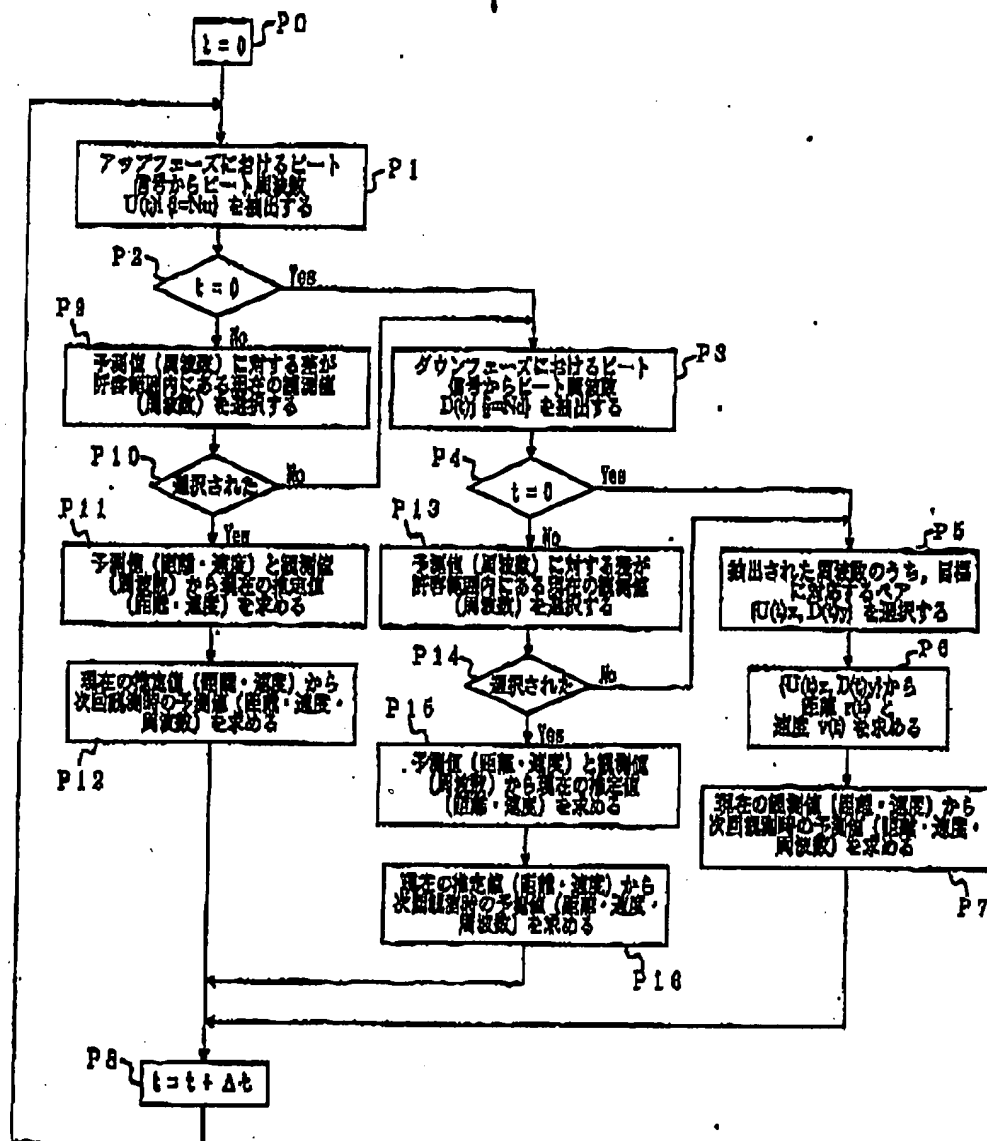 P0
t = 0
アップフェーズにおけるビート
信号からビート周波数
を抽出する
P1
P2
t = 0
Yes
No
P9
予測値（周波数）に対する差が
許容範囲内にある現在の観測値
（周波数）を選択する
ダウンフェーズにおけるビート
信号からビート周波数
を抽出する
P3
P10
選択された
No
Yes
P4
t = 0
Yes
No
P11
予測値（距離・速度）と観測値
（周波数）から現在の推定値
（距離・速度）を求める
P13
予測値（周波数）に対する差が
許容範囲内にある現在の観測値
（周波数）を選択する
P5
抽出された周波数のうち，目標
に対応するペア
{U(t)z, D(t)y} を選択する
P14
選択された
No
Yes
P6
{U(t)z, D(t)y}から
距離 r(t) と
速度 v(t) を求める
現在の推定値（距離・速度）から
次回観測時の予測値（距離・速度・
周波数）を求める
P12
P15
予測値（距離・速度）と観測値
（周波数）から現在の推定値
（距離・速度）を求める
現在の観測値（距離・速度）から
次回観測時の予測値（距離・速度・
周波数）を求める
P7
現在の推定値（距離・速度）から
次回観測時の予測値（距離・速度・
周波数）を求める
P16
P8
t = t + Δt